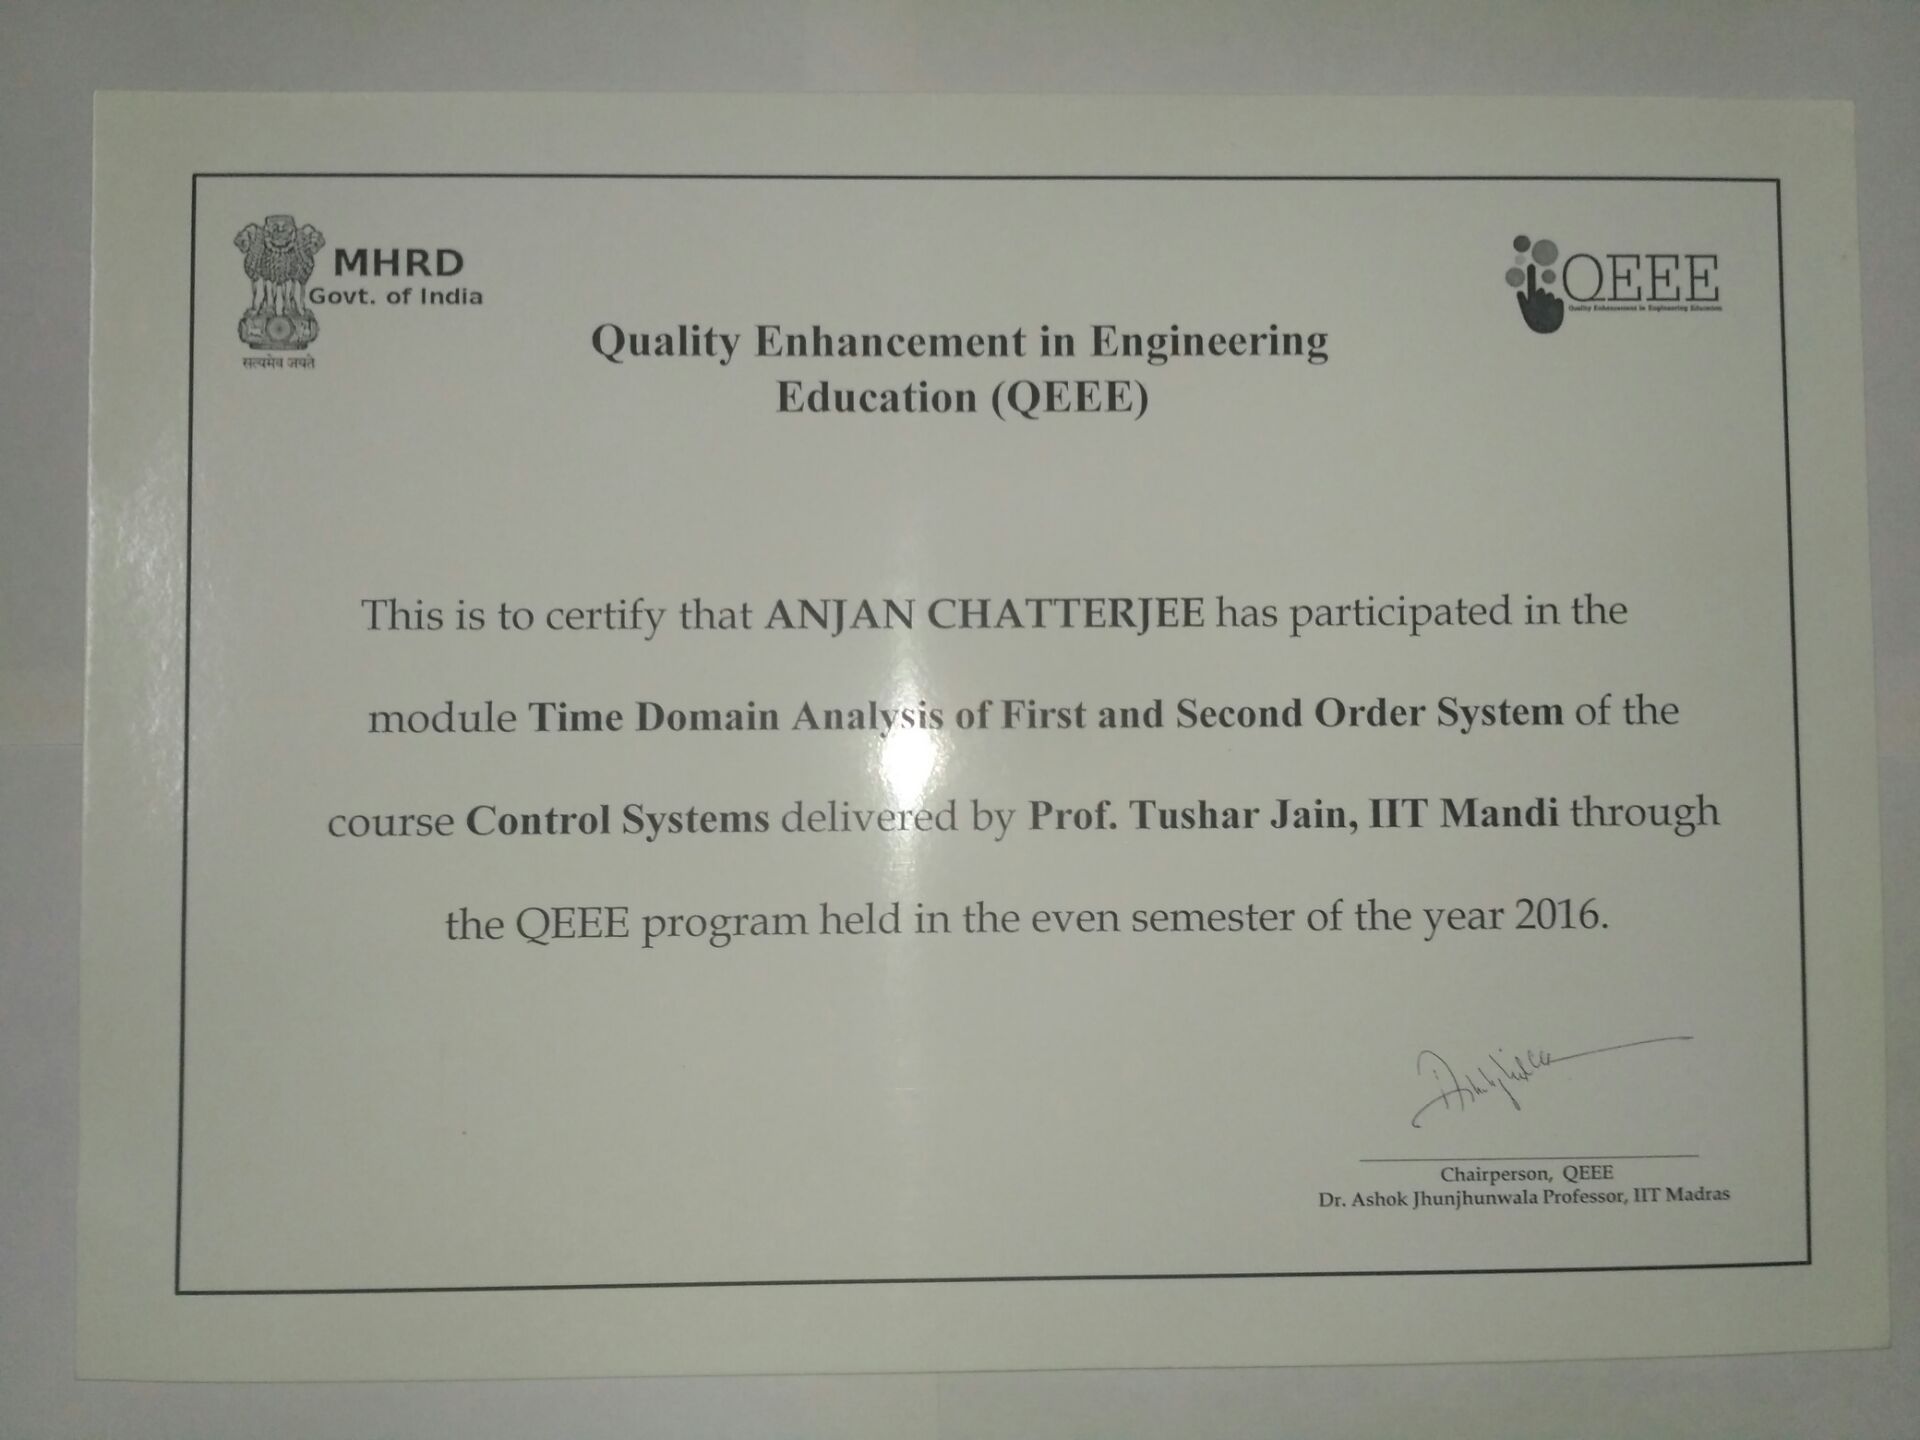 MHRD
Govt. of India
सत्यमेव जयते
QEEE
Quality Enhancement in Engineering Education
Quality Enhancement in Engineering
Education (QEEE)
This is to certify that ANJAN CHATTERJEE has participated in the
module Time Domain Analysis of First and Second Order System of the
course Control Systems delivered by Prof. Tushar Jain, IIT Mandi through
the QEEE program held in the even semester of the year 2016.
Chairperson, QEEE
Dr. Ashok Jhunjhunwala Professor, IIT Madras